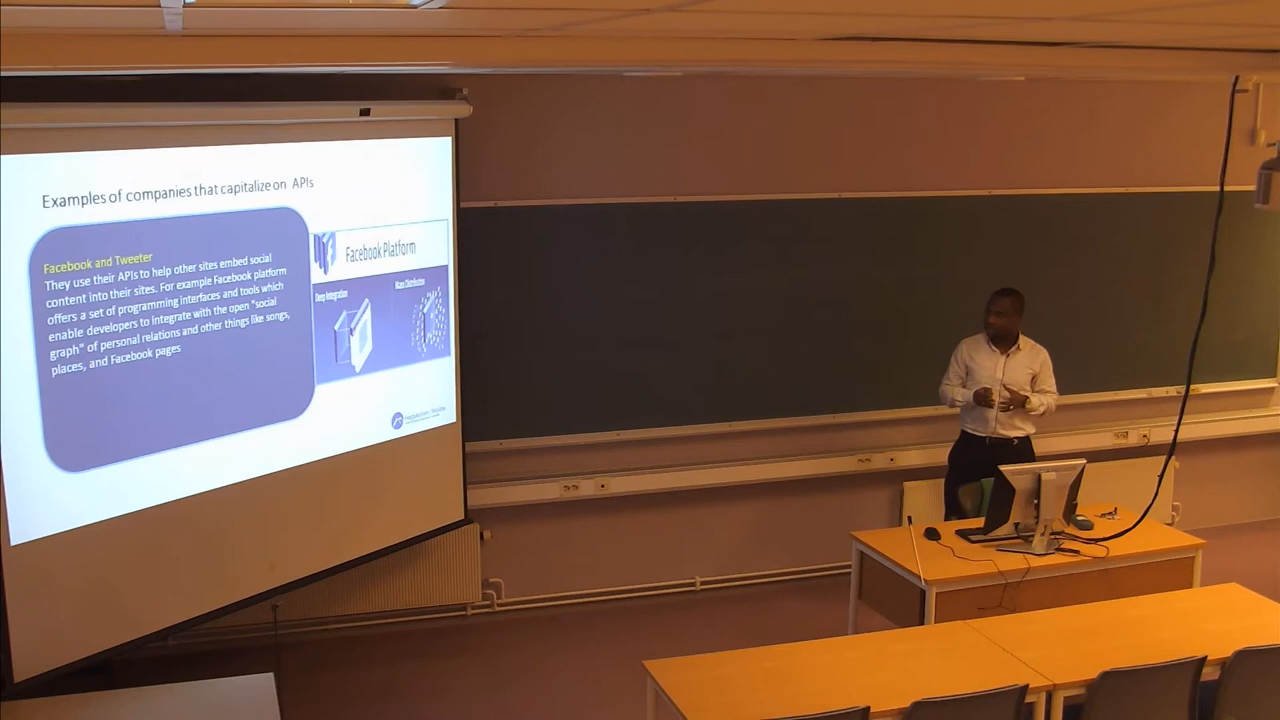 Examples of companies that capitalize on APIs
Facebook and Tweeter
They use their APIs to help other sites embed social
content into their sites. For example Facebook platform
offers a set of programming interfaces and tools which
enable developers to integrate with the open "social
graph" of personal relations and other things like songs,
places, and Facebook pages
Facebook Platform
Deep Integration
Mass Distribution